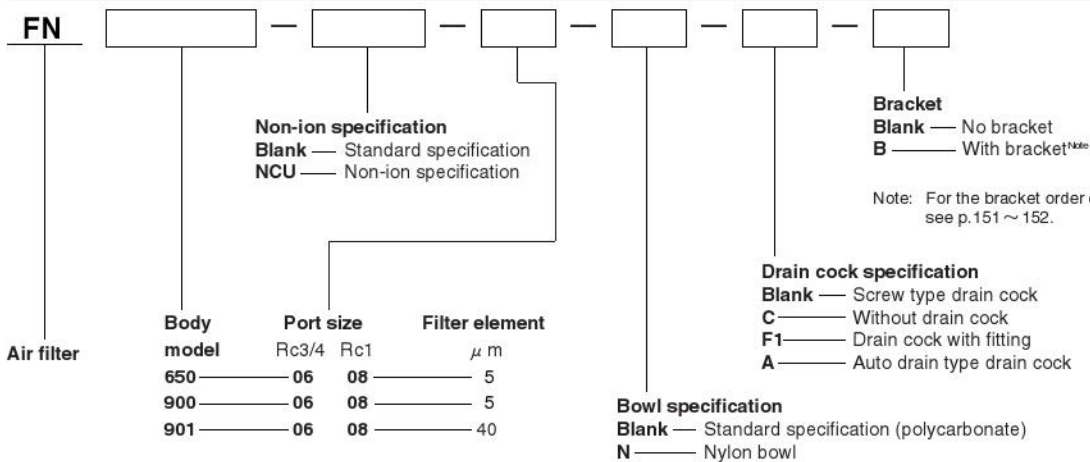 FN
Bracket
Blank — No bracket
B — With bracket Note
Note: For the bracket order
see p.151 ~ 152.
Non-ion specification
Blank — Standard specification
NCU — Non-ion specification
Drain cock specification
Blank — Screw type drain cock
C — Without drain cock
F1 — Drain cock with fitting
A — Auto drain type drain cock
Air filter
Body model Port size Filter element
Rc3/4 Rc1 μ m
650 — 06 08 — 5
900 — 06 08 — 5
901 — 06 08 — 40
Bowl specification
Blank — Standard specification (polycarbonate)
N — Nylon bowl